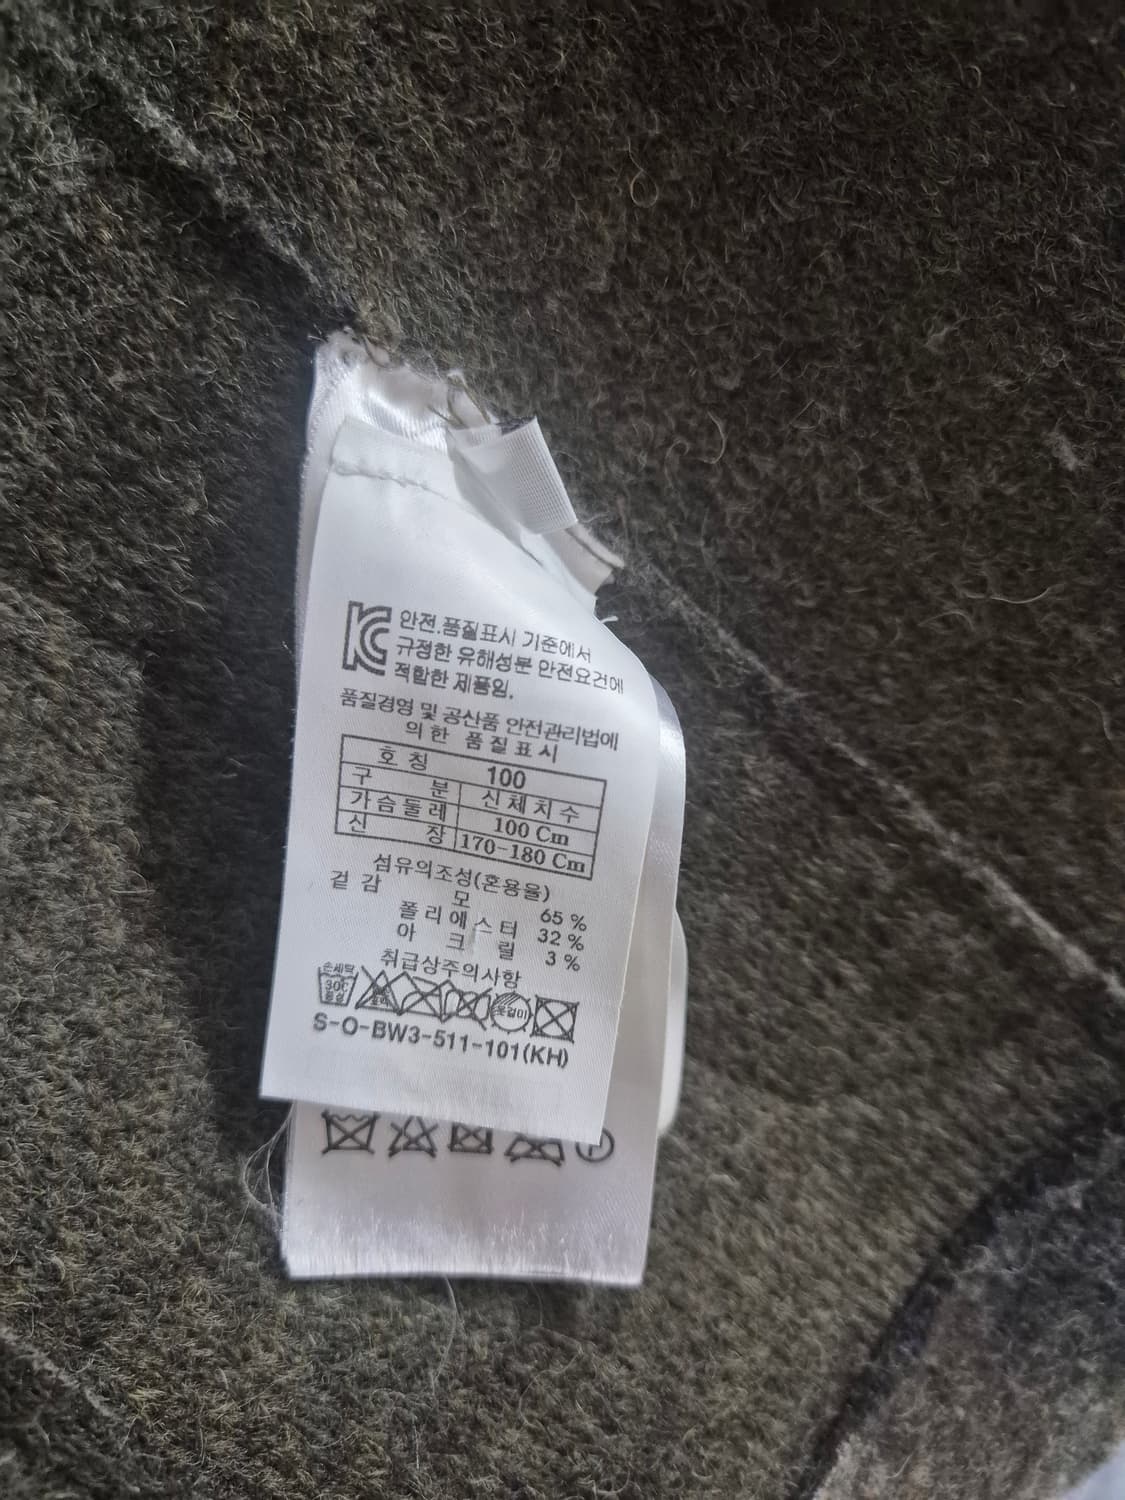 KC 안전.품질표시 기준에서
규정한 유해성분 안전요건에
적합한 제품임.
품질경영 및 공산품 안전관리법에
의한 품질표시
호칭 100
구분 신체치수
가슴둘레 100 Cm
신장 170-180 Cm
섬유의조성(혼용율)
겉감 모 65 %
폴리에스터 32 %
아크릴 3 %
취급상주의사항
손세탁
30C
중성
옷걸이
S-O-BW3-511-101(KH)